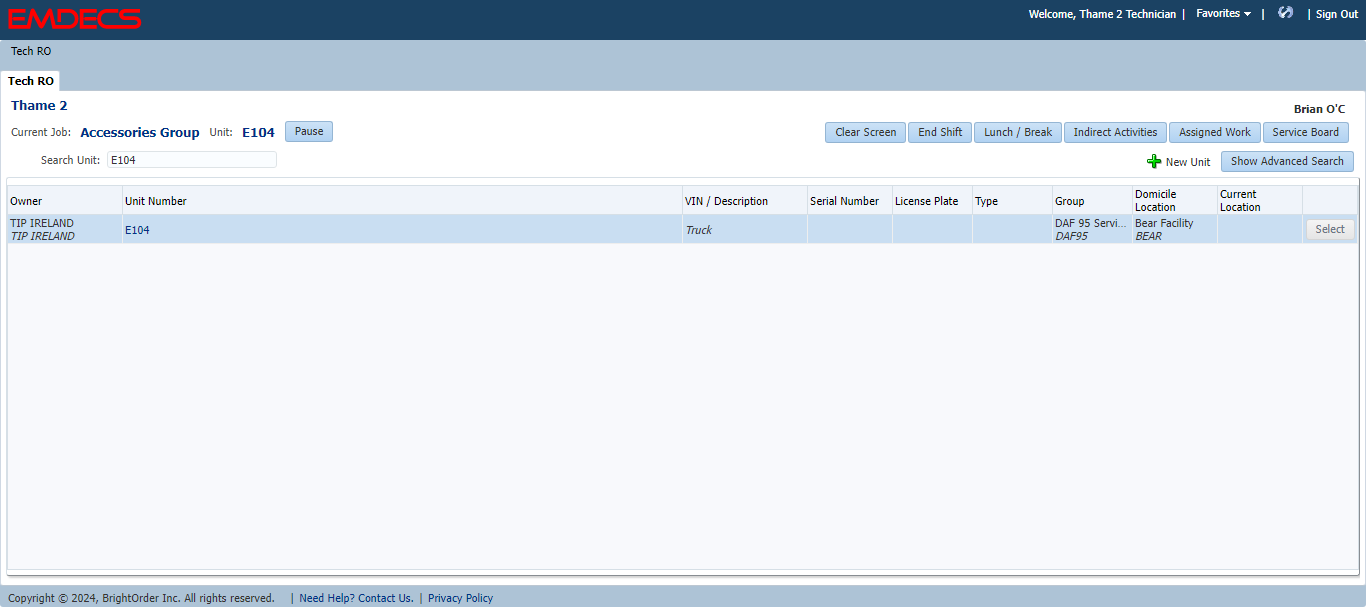 EMDECS
Welcome, Thame 2 Technician | Favorites | | Sign Out
Tech RO
Tech RO
Thame 2
Brian O'C
Current Job: Accessories Group Unit: E104 Pause
Clear Screen End Shift Lunch / Break Indirect Activities Assigned Work Service Board
Search Unit: E104
New Unit Show Advanced Search
Owner Unit Number VIN / Description Serial Number License Plate Type Group Domicile Location Current Location
TIP IRELAND E104 Truck DAF 95 Servi... Bear Facility Select
TIP IRELAND DAF95 BEAR
Copyright © 2024, BrightOrder Inc. All rights reserved. | Need Help? Contact Us. | Privacy Policy